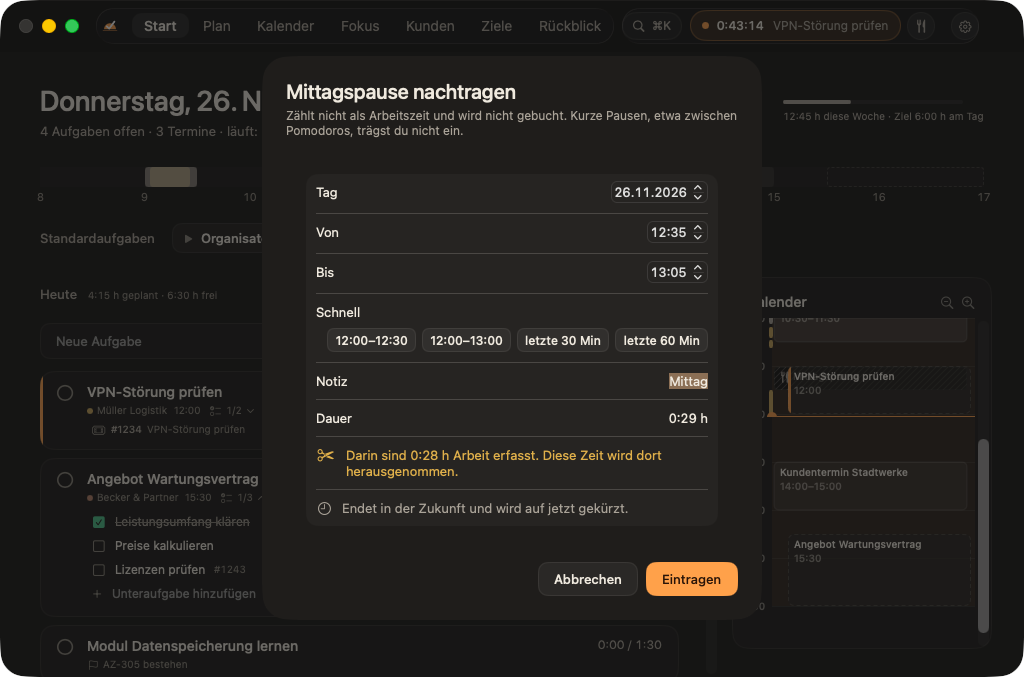 Start
Plan
Kalender
Fokus
Kunden
Ziele
Rückblick
⌘K
0:43:14 VPN-Störung prüfen
Donnerstag, 26. N
4 Aufgaben offen · 3 Termine · läuft:
12:45 h diese Woche · Ziel 6:00 h am Tag
8
9
10
15
16
17
Standardaufgaben
Organisat
Heute
4:15 h geplant · 6:30 h frei
Neue Aufgabe
VPN-Störung prüfen
Müller Logistik 12:00 1/2
#1234 VPN-Störung prüfen
Angebot Wartungsvertrag
Becker & Partner 15:30 1/3
Leistungsumfang klären
Preise kalkulieren
Lizenzen prüfen #1243
+ Unteraufgabe hinzufügen
Modul Datenspeicherung lernen
0:00 / 1:30
AZ-305 bestehen
Mittagspause nachtragen
Zählt nicht als Arbeitszeit und wird nicht gebucht. Kurze Pausen, etwa zwischen
Pomodoros, trägst du nicht ein.
Tag
26.11.2026
Von
12:35
Bis
13:05
Schnell
12:00–12:30
12:00–13:00
letzte 30 Min
letzte 60 Min
Notiz
Mittag
Dauer
0:29 h
Darin sind 0:28 h Arbeit erfasst. Diese Zeit wird dort
herausgenommen.
Endet in der Zukunft und wird auf jetzt gekürzt.
Abbrechen
Eintragen
lender
VPN-Störung prüfen
12:00
Kundentermin Stadtwerke
14:00–15:00
Angebot Wartungsvertrag
15:30